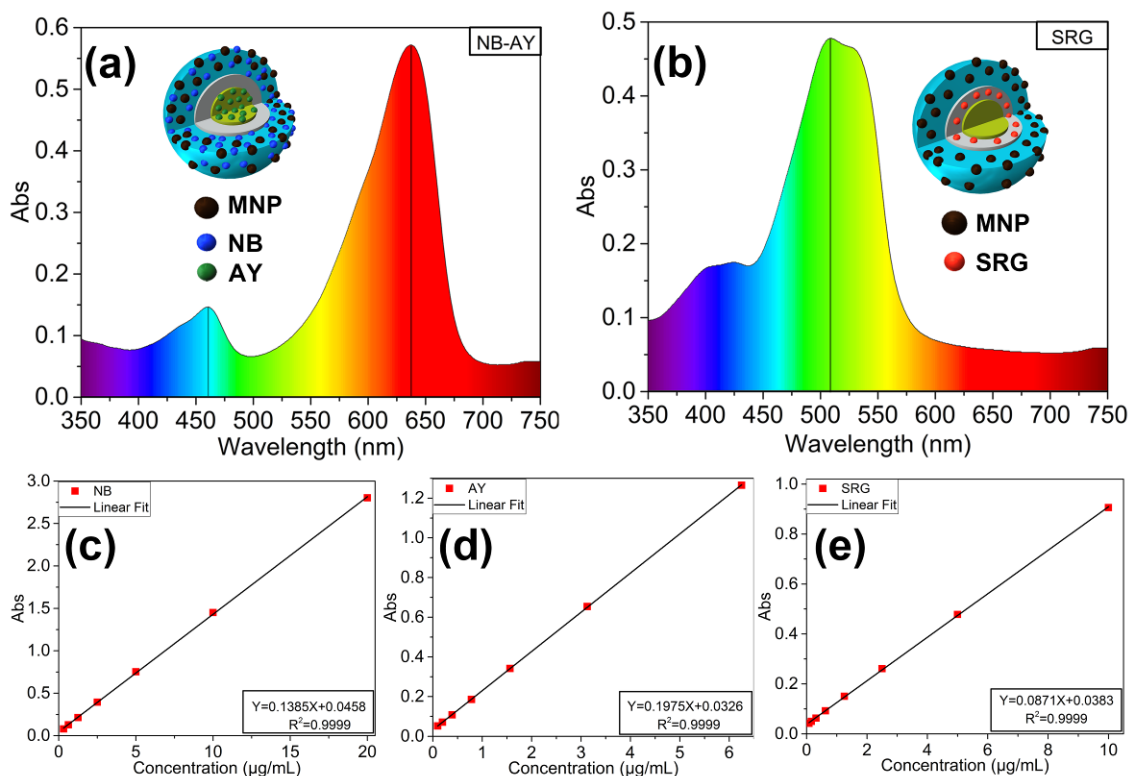 (a)
NB-AY
MNP
NB
AY
0.6
0.5
0.4
0.3
0.2
0.1
0.0
Abs
350 400 450 500 550 600 650 700 750
Wavelength (nm)
(b)
SRG
MNP
SRG
0.5
0.4
0.3
0.2
0.1
0.0
Abs
350 400 450 500 550 600 650 700 750
Wavelength (nm)
NB
Linear Fit
(c)
3.0
2.5
2.0
1.5
1.0
0.5
0.0
Abs
Y=0.1385X+0.0458
R²=0.9999
0 5 10 15 20
Concentration (µg/mL)
AY
Linear Fit
(d)
1.2
1.0
0.8
0.6
0.4
0.2
0.0
Abs
Y=0.1975X+0.0326
R²=0.9999
0 1 2 3 4 5 6
Concentration (µg/mL)
SRG
Linear Fit
(e)
1.0
0.8
0.6
0.4
0.2
0.0
Abs
Y=0.0871X+0.0383
R²=0.9999
0 2 4 6 8 10
Concentration (µg/mL)